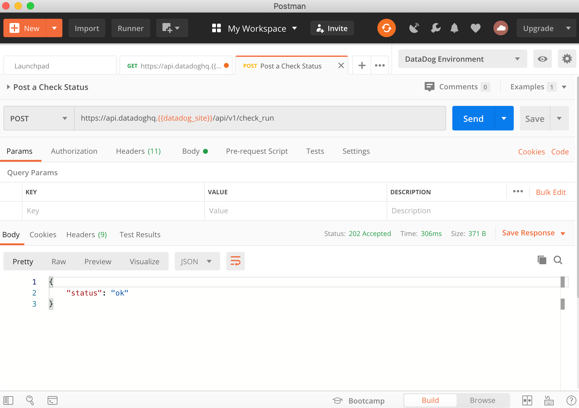 Postman
New
Import
Runner
My Workspace
Invite
Upgrade
Launchpad
GET https://api.datadoghq.{{...
POST Post a Check Status
DataDog Environment
Post a Check Status
Comments 0
Examples 1
POST
https://api.datadoghq.{{datadog_site}}/api/v1/check_run
Send
Save
Params
Authorization
Headers (11)
Body
Pre-request Script
Tests
Settings
Cookies
Code
Query Params
KEY
VALUE
DESCRIPTION
Bulk Edit
Key
Value
Description
Body
Cookies
Headers (9)
Test Results
Status: 202 Accepted
Time: 306ms
Size: 371 B
Save Response
Pretty
Raw
Preview
Visualize
JSON
1 {
2 "status": "ok"
3 }
Bootcamp
Build
Browse